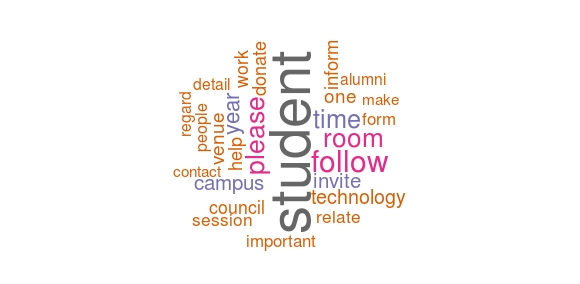 student
follow
room
please
time
year
campus
invite
technology
one
form
make
alumni
inform
donate
work
detail
regard
people
venue
help
contact
council
session
relate
important